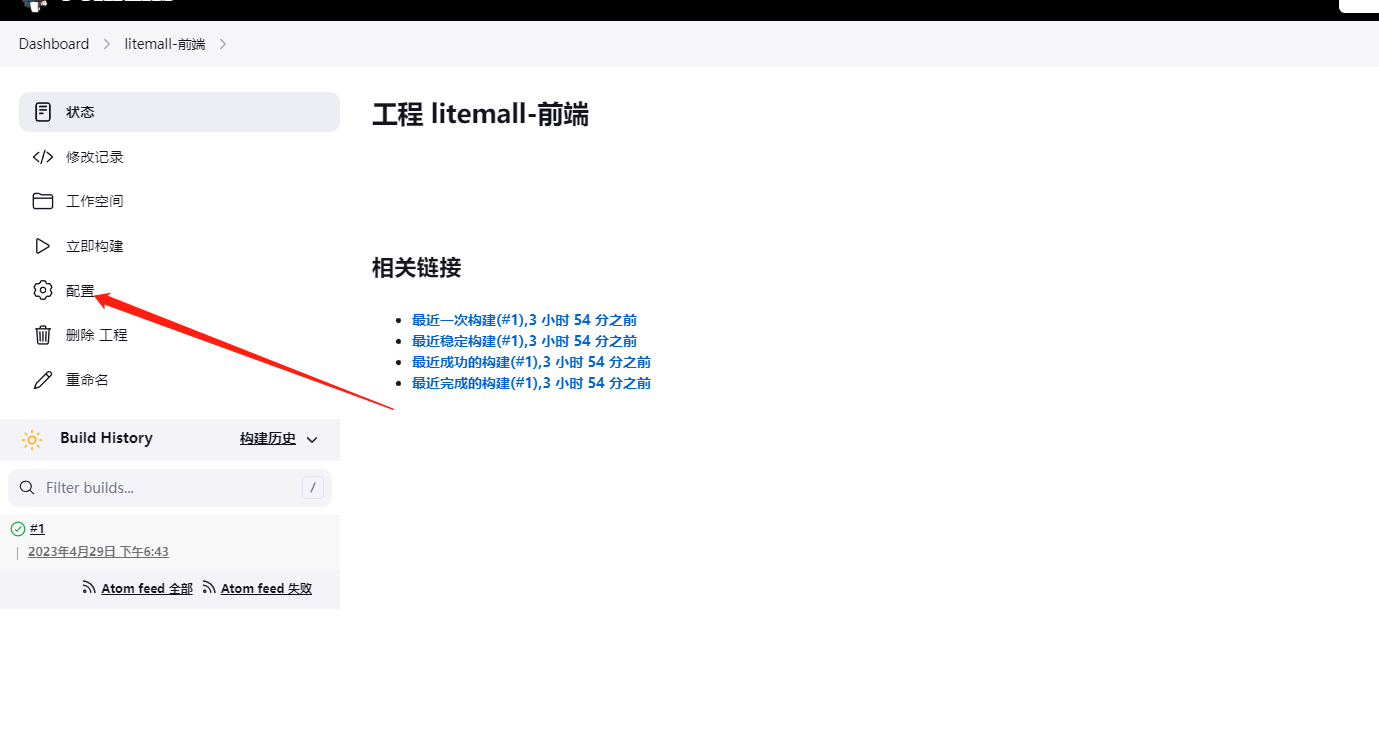 Dashboard litemall-前端
状态
修改记录
工作空间
立即构建
配置
删除 工程
重命名
Build History 构建历史
Filter builds... /
#1
2023年4月29日 下午6:43
Atom feed 全部 Atom feed 失败
工程 litemall-前端
相关链接
最近一次构建(#1),3 小时 54 分之前
最近稳定构建(#1),3 小时 54 分之前
最近成功的构建(#1),3 小时 54 分之前
最近完成的构建(#1),3 小时 54 分之前